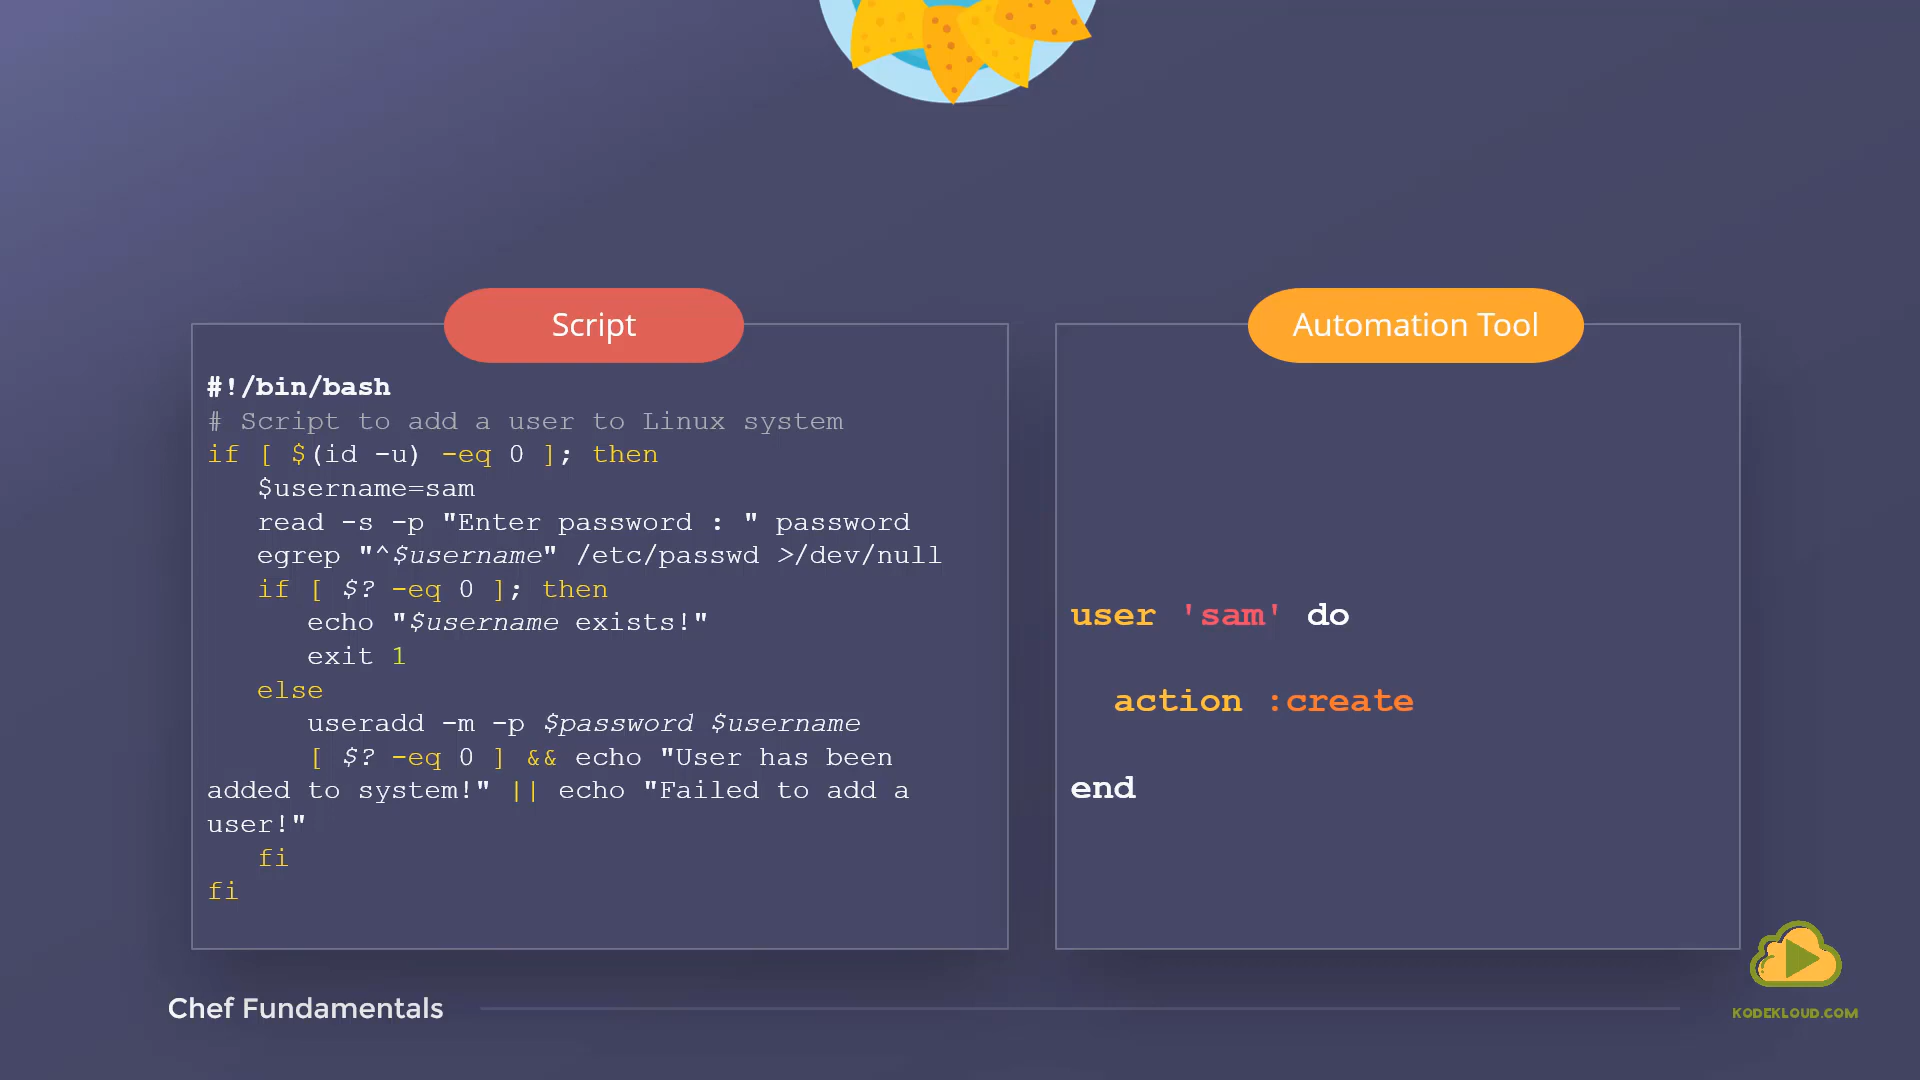 Script
#!/bin/bash
# Script to add a user to Linux system
if [ $(id -u) -eq 0 ]; then
   $username=sam
   read -s -p "Enter password : " password
   egrep "^$username" /etc/passwd >/dev/null
   if [ $? -eq 0 ]; then
      echo "$username exists!"
      exit 1
   else
      useradd -m -p $password $username
      [ $? -eq 0 ] && echo "User has been
added to system!" || echo "Failed to add a
user!"
   fi
fi
Automation Tool
user 'sam' do
  action :create
end
Chef Fundamentals
KODEKLOUD.COM